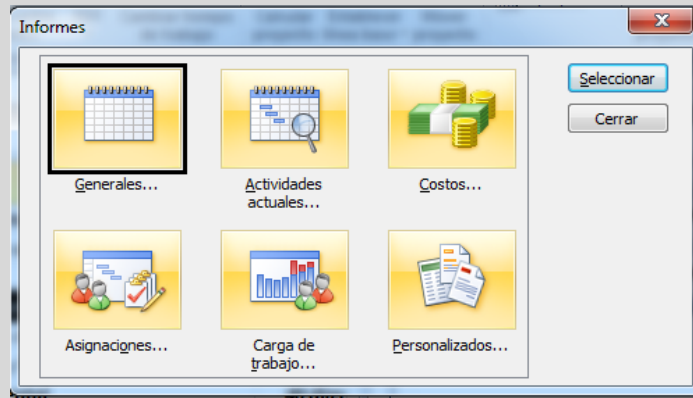 Informes
Seleccionar
Cerrar
Generales...
Actividades
actuales...
Costos...
Asignaciones...
Carga de
trabajo...
Personalizados...